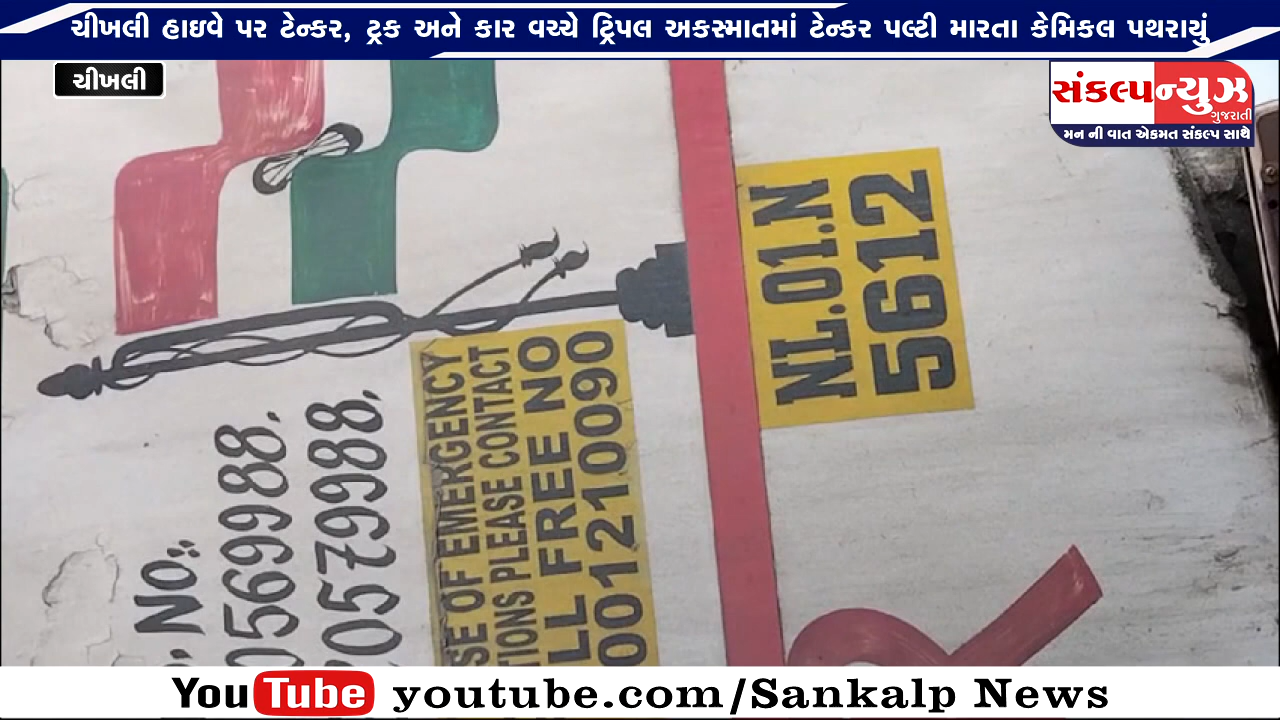 ચીખલી હાઇવે પર ટેન્કર, ટ્રક અને કાર વચ્ચે ટ્રિપલ અકસ્માતમાં ટેન્કર પલ્ટી મારતા કેમિકલ પથરાયું
ચીખલી
સંકલ્પન્યુઝ
ગુજરાતી
મન ની વાત એકમત સંકલ્પ સાથે
NL.01.N
5612
SE OF EMERGENCY
TIONS PLEASE CONTACT
LL FREE NO
001210090
. NO:
0569988.
0579988.
YouTube youtube.com/Sankalp News